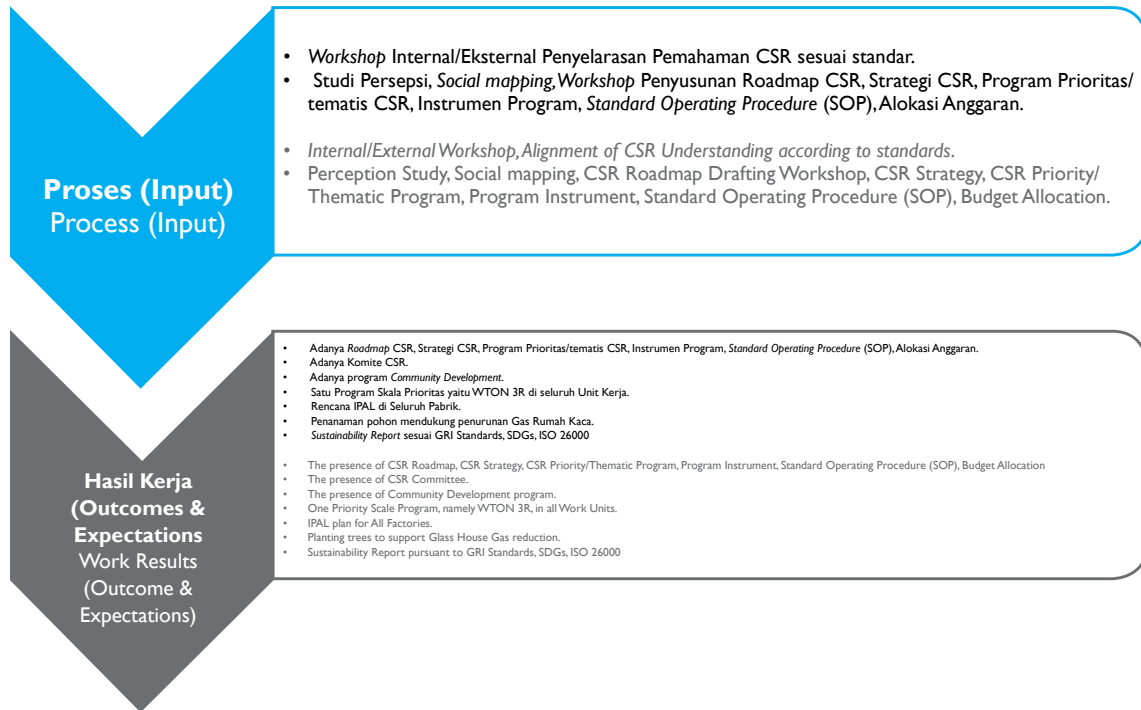 Proses (Input)
Process (Input)
• Workshop Internal/Eksternal Penyelarasan Pemahaman CSR sesuai standar.
• Studi Persepsi, Social mapping, Workshop Penyusunan Roadmap CSR, Strategi CSR, Program Prioritas/
tematis CSR, Instrumen Program, Standard Operating Procedure (SOP), Alokasi Anggaran.
• Internal/External Workshop, Alignment of CSR Understanding according to standards.
• Perception Study, Social mapping, CSR Roadmap Drafting Workshop, CSR Strategy, CSR Priority/
Thematic Program, Program Instrument, Standard Operating Procedure (SOP), Budget Allocation.
Hasil Kerja
(Outcomes &
Expectations
Work Results
(Outcome &
Expectations)
• Adanya Roadmap CSR, Strategi CSR, Program Prioritas/tematis CSR, Instrumen Program, Standard Operating Procedure (SOP), Alokasi Anggaran.
• Adanya Komite CSR.
• Adanya program Community Development.
• Satu Program Skala Prioritas yaitu WTON 3R di seluruh Unit Kerja.
• Rencana IPAL di Seluruh Pabrik.
• Penanaman pohon mendukung penurunan Gas Rumah Kaca.
• Sustainability Report sesuai GRI Standards, SDGs, ISO 26000
• The presence of CSR Roadmap, CSR Strategy, CSR Priority/Thematic Program, Program Instrument, Standard Operating Procedure (SOP), Budget Allocation
• The presence of CSR Committee.
• The presence of Community Development program.
• One Priority Scale Program, namely WTON 3R, in all Work Units.
• IPAL plan for All Factories.
• Planting trees to support Glass House Gas reduction.
• Sustainability Report pursuant to GRI Standards, SDGs, ISO 26000